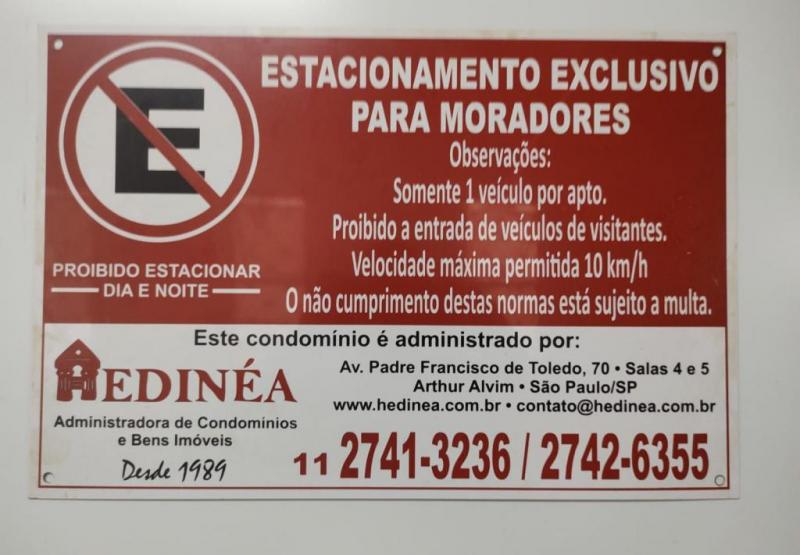 E
PROIBIDO ESTACIONAR
DIA E NOITE
ESTACIONAMENTO EXCLUSIVO
PARA MORADORES
Observações:
Somente 1 veículo por apto.
Proibido a entrada de veículos de visitantes.
Velocidade máxima permitida 10 km/h
O não cumprimento destas normas está sujeito a multa.
Este condomínio é administrado por:
HEDINÉA
Administradora de Condomínios
e Bens Imóveis
Desde 1989
Av. Padre Francisco de Toledo, 70 • Salas 4 e 5
Arthur Alvim • São Paulo/SP
www.hedinea.com.br • contato@hedinea.com.br
11 2741-3236 / 2742-6355